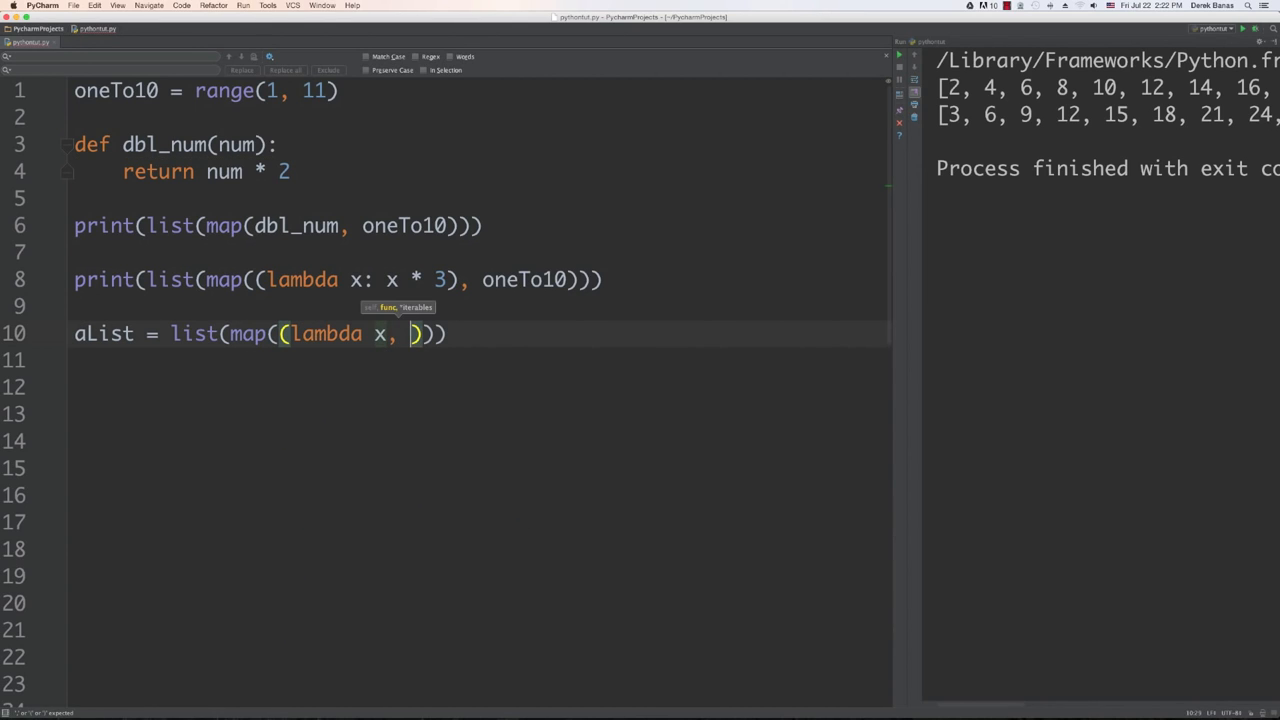 PyCharm File Edit View Navigate Code Refactor Run Tools VCS Window Help 10 Fri Jul 22 2:22 PM Derek Banas
pythontut.py - PycharmProjects - [~/PycharmProjects]
PycharmProjects pythontut.py pythontut
pythontut.py Run pythontut
Match Case Regex Words
Replace Replace all Exclude Preserve Case In Selection
1 oneTo10 = range(1, 11)
2
3 def dbl_num(num):
4 return num * 2
5
6 print(list(map(dbl_num, oneTo10)))
7
8 print(list(map((lambda x: x * 3), oneTo10)))
9
self, func, *iterables
10 aList = list(map((lambda x, )))
11
12
13
14
15
16
17
18
19
20
21
22
23
24
/Library/Frameworks/Python.fr
[2, 4, 6, 8, 10, 12, 14, 16,
[3, 6, 9, 12, 15, 18, 21, 24,
Process finished with exit co
',', ':' or ')' expected 10:29 LF÷ UTF-8÷